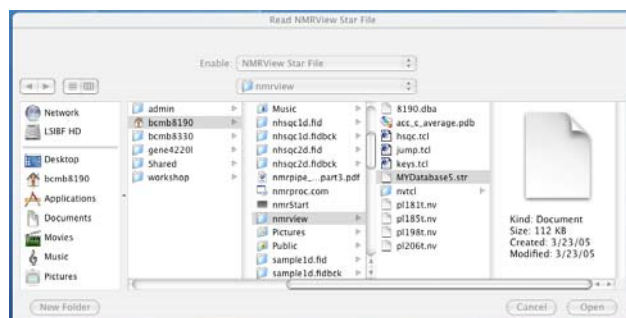 Read NMRView Star File
Enable: NMRView Star File
nmrview
Network
LSIBF HD
Desktop
bcmb8190
Applications
Documents
Movies
Music
Pictures
admin
bcmb8190
bcmb8330
gene4220l
Shared
workshop
Music
nhsqc1d.fid
nhsqc1d.fidbck
nhsqc2d.fid
nhsqc2d.fidbck
nmrpipe_...part3.pdf
nmrproc.com
nmrStart
nmrview
Pictures
Public
sample1d.fid
sample1d.fidbck
8190.dba
acc_c_average.pdb
hsqc.tcl
jump.tcl
keys.tcl
MYDatabase5.str
nvtcl
pl181t.nv
pl185t.nv
pl198t.nv
pl206t.nv
Kind: Document
Size: 112 KB
Created: 3/23/05
Modified: 3/23/05
New Folder
Cancel
Open